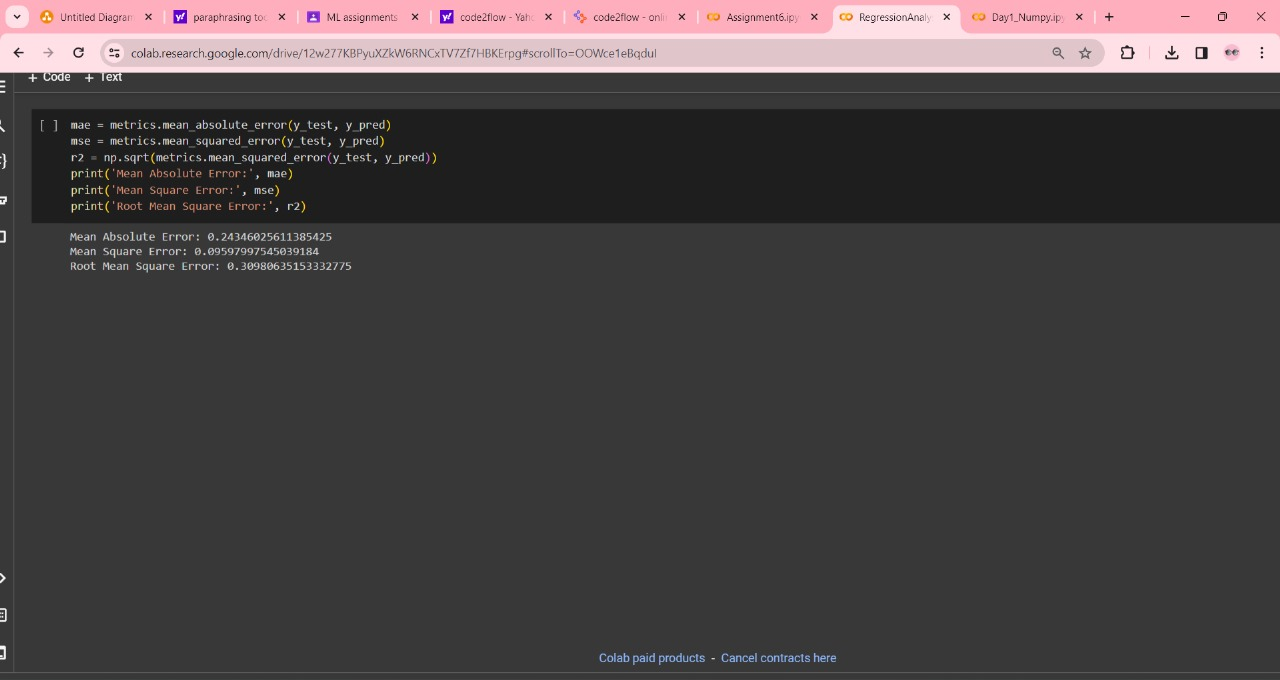 Untitled Diagran
paraphrasing too
ML assignments
code2flow - Yah
code2flow - onli
Assignment6.ipy
RegressionAnaly
Day1_Numpy.ipy
colab.research.google.com/drive/12w277KBPyuXZkW6RNCxTV7Zf7HBKErpg#scrollTo=OOWce1eBqduI
+ Code + Text
[ ] mae = metrics.mean_absolute_error(y_test, y_pred)
mse = metrics.mean_squared_error(y_test, y_pred)
r2 = np.sqrt(metrics.mean_squared_error(y_test, y_pred))
print('Mean Absolute Error:', mae)
print('Mean Square Error:', mse)
print('Root Mean Square Error:', r2)
Mean Absolute Error: 0.24346025611385425
Mean Square Error: 0.09597997545039184
Root Mean Square Error: 0.30980635153332775
Colab paid products - Cancel contracts here